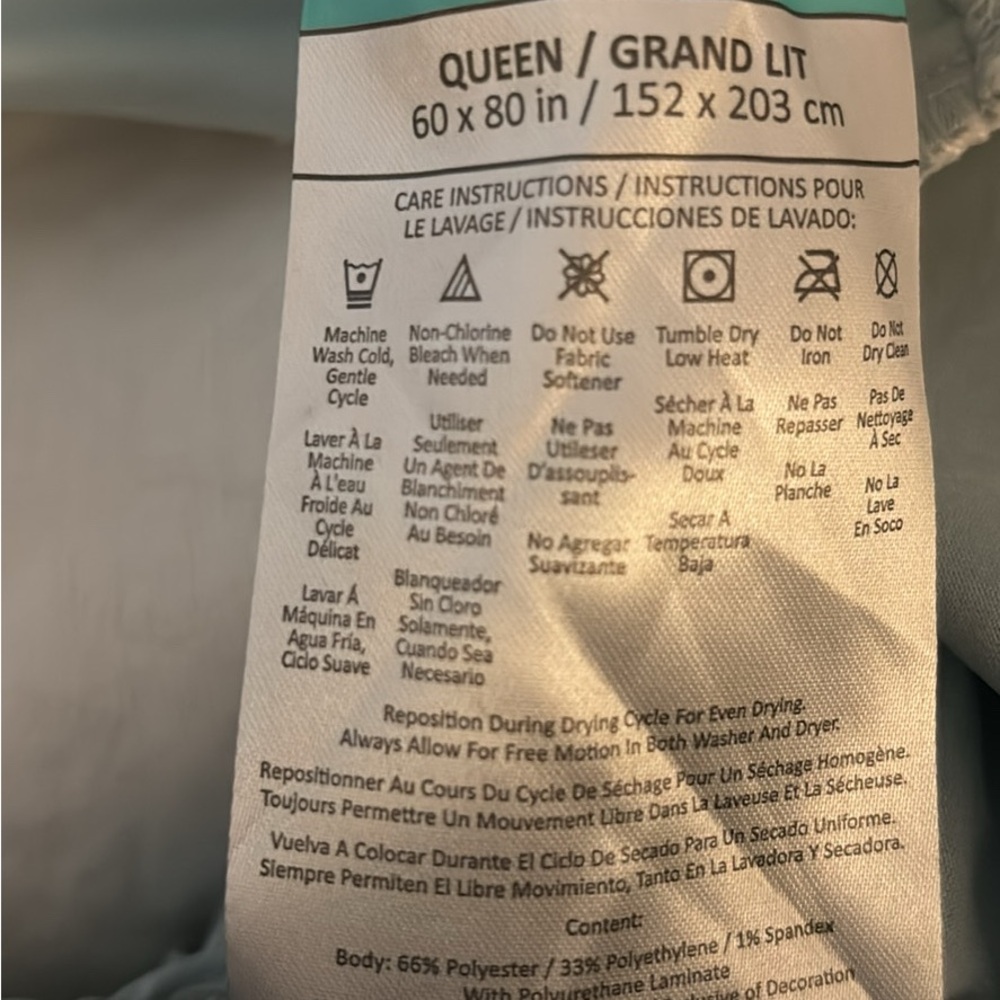 QUEEN / GRAND LIT
60 x 80 in / 152 x 203 cm
CARE INSTRUCTIONS / INSTRUCTIONS POUR
LE LAVAGE / INSTRUCCIONES DE LAVADO:
Machine
Wash Cold,
Gentle
Cycle
Laver À La
Machine
À L'eau
Froide Au
Cycle
Délicat
Lavar Á
Máquina En
Agua Fría,
Ciclo Suave
Non-Chlorine
Bleach When
Needed
Utiliser
Seulement
Un Agent De
Blanchiment
Non Chloré
Au Besoin
Blanqueador
Sin Cloro
Solamente,
Cuando Sea
Necesario
Do Not Use
Fabric
Softener
Ne Pas
Utileser
D'assouplis-
sant
No Agregar
Suavizante
Tumble Dry
Low Heat
Sécher À La
Machine
Au Cycle
Doux
Secar A
Temperatura
Baja
Do Not
Iron
Ne Pas
Repasser
No La
Planche
Do Not
Dry Clean
Pas De
Nettoyage
À Sec
No La
Lave
En Soco
Reposition During Drying Cycle For Even Drying.
Always Allow For Free Motion In Both Washer And Dryer.
Repositionner Au Cours Du Cycle De Séchage Pour Un Séchage Homogène.
Toujours Permettre Un Mouvement Libre Dans La Laveuse Et La Sécheuse.
Vuelva A Colocar Durante El Ciclo De Secado Para Un Secado Uniforme.
Siempre Permiten El Libre Movimiento, Tanto En La Lavadora Y Secadora.
Content:
Body: 66% Polyester / 33% Polyethylene / 1% Spandex
With Polyurethane Laminate
of Decoration